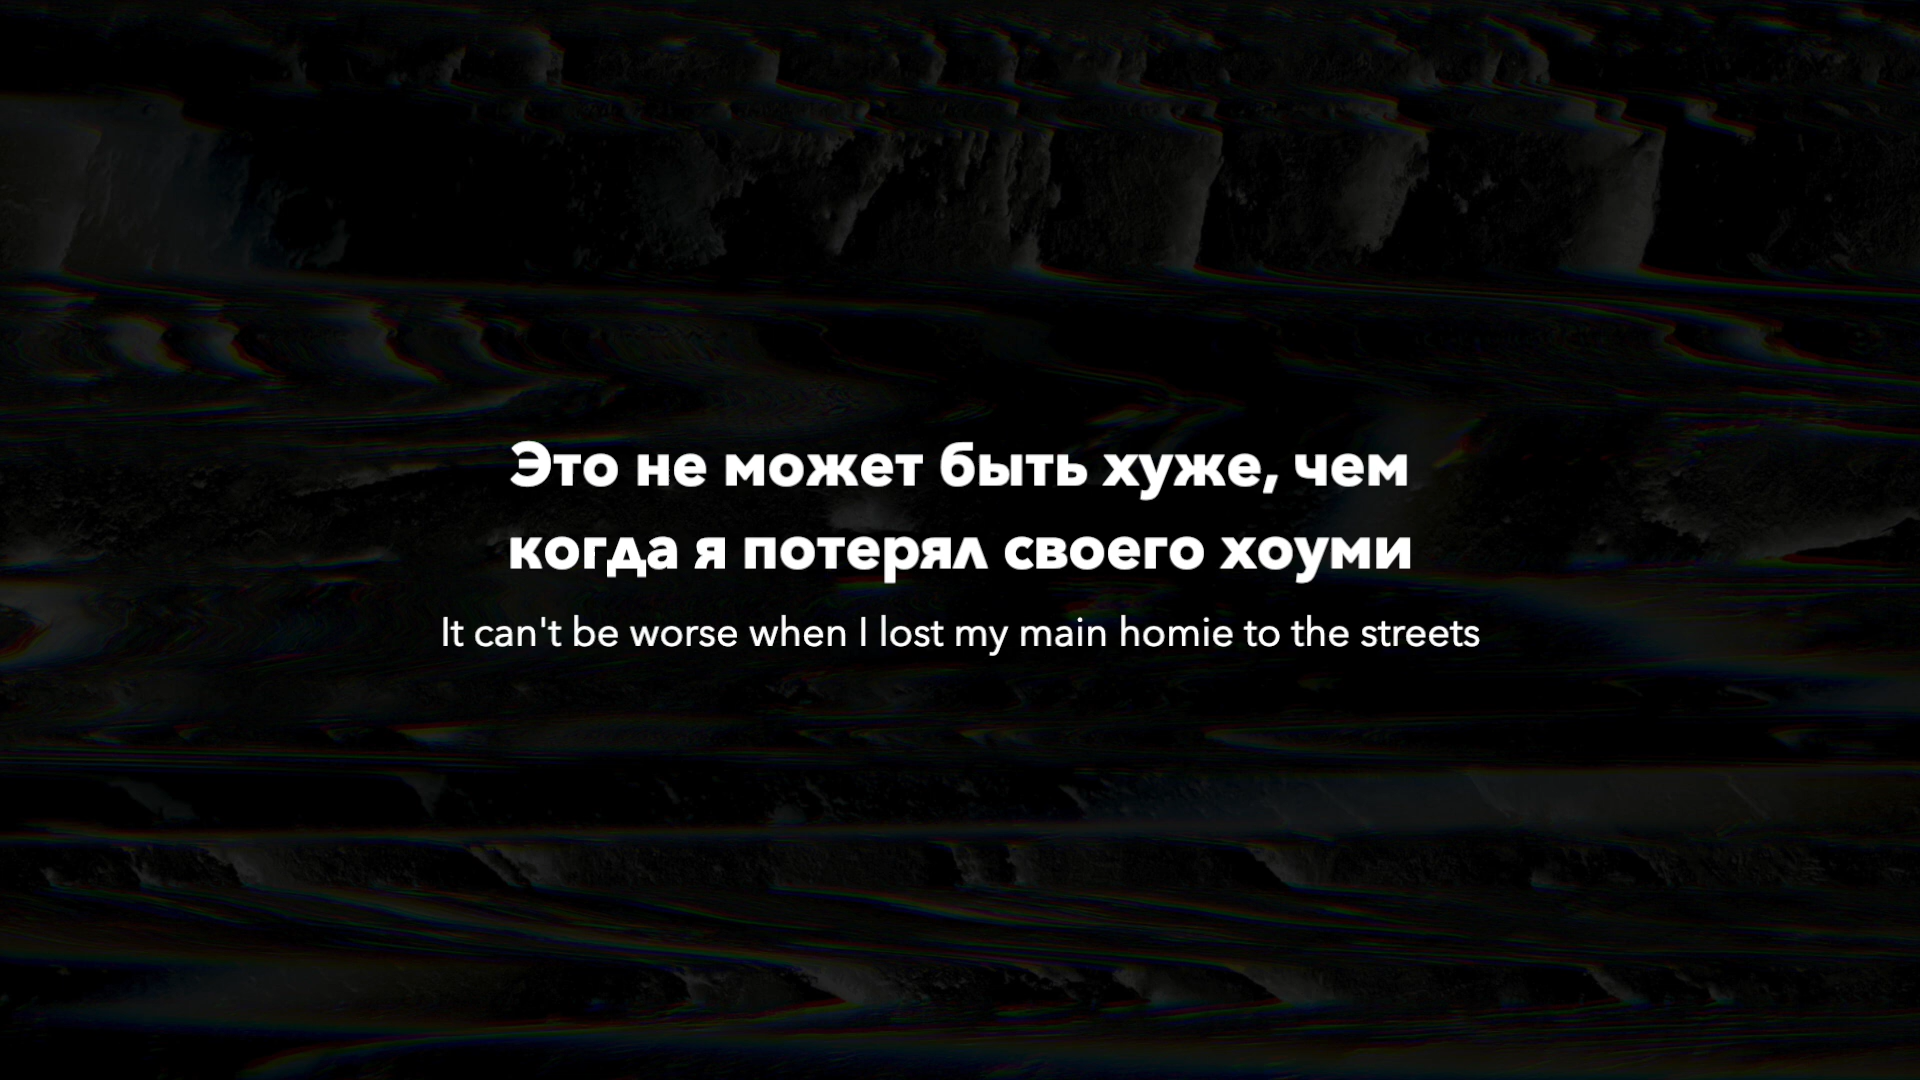 Это не может быть хуже, чем
когда я потерял своего хоуми
It can't be worse when I lost my main homie to the streets